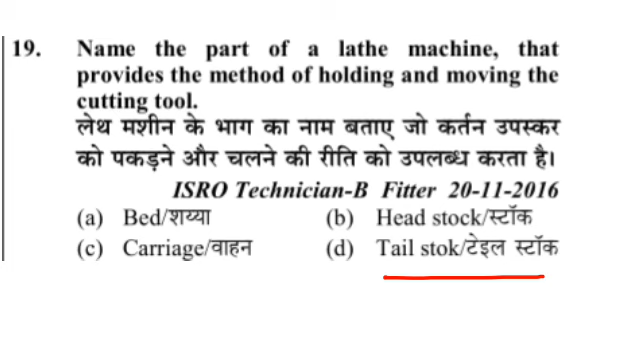 19. Name the part of a lathe machine, that
provides the method of holding and moving the
cutting tool.
लेथ मशीन के भाग का नाम बताए जो कर्तन उपस्कर
को पकड़ने और चलने की रीति को उपलब्ध करता है।
ISRO Technician-B Fitter 20-11-2016
(a) Bed/शय्या (b) Head stock/स्टॉक
(c) Carriage/वाहन (d) Tail stok/टेइल स्टॉक